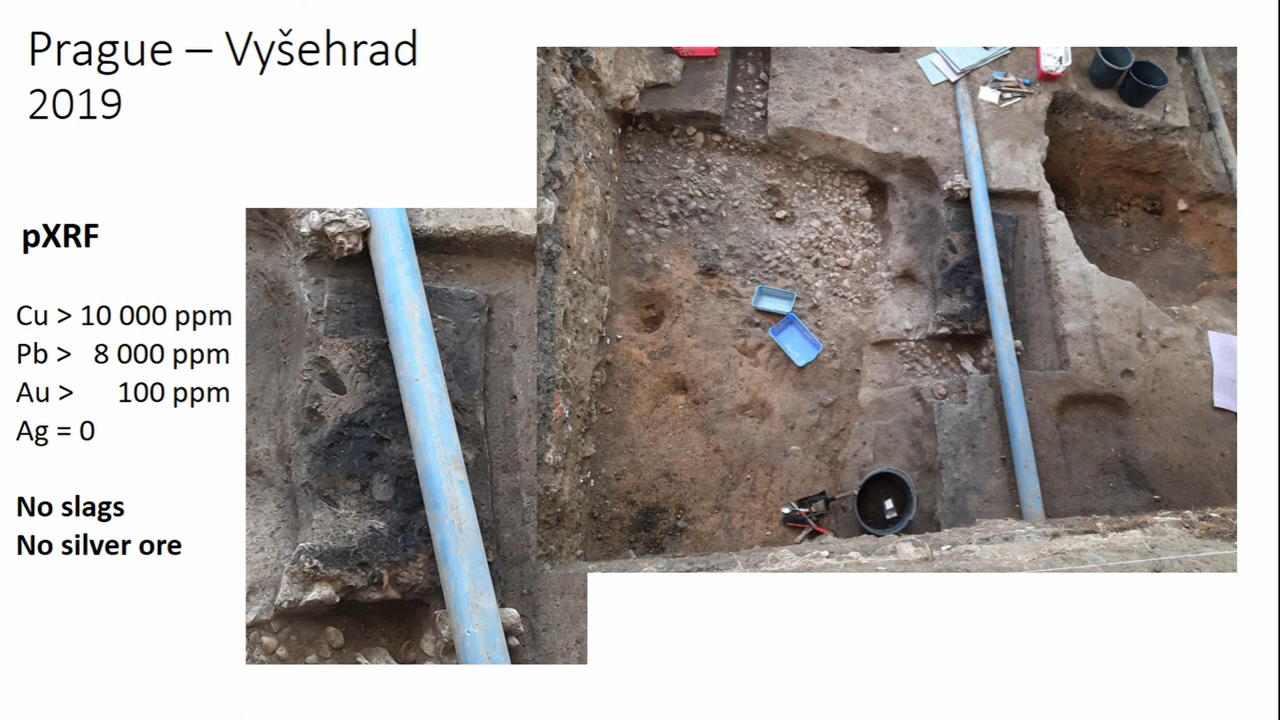 Prague – Vyšehrad
2019
pXRF
Cu > 10 000 ppm
Pb > 8 000 ppm
Au > 100 ppm
Ag = 0
No slags
No silver ore